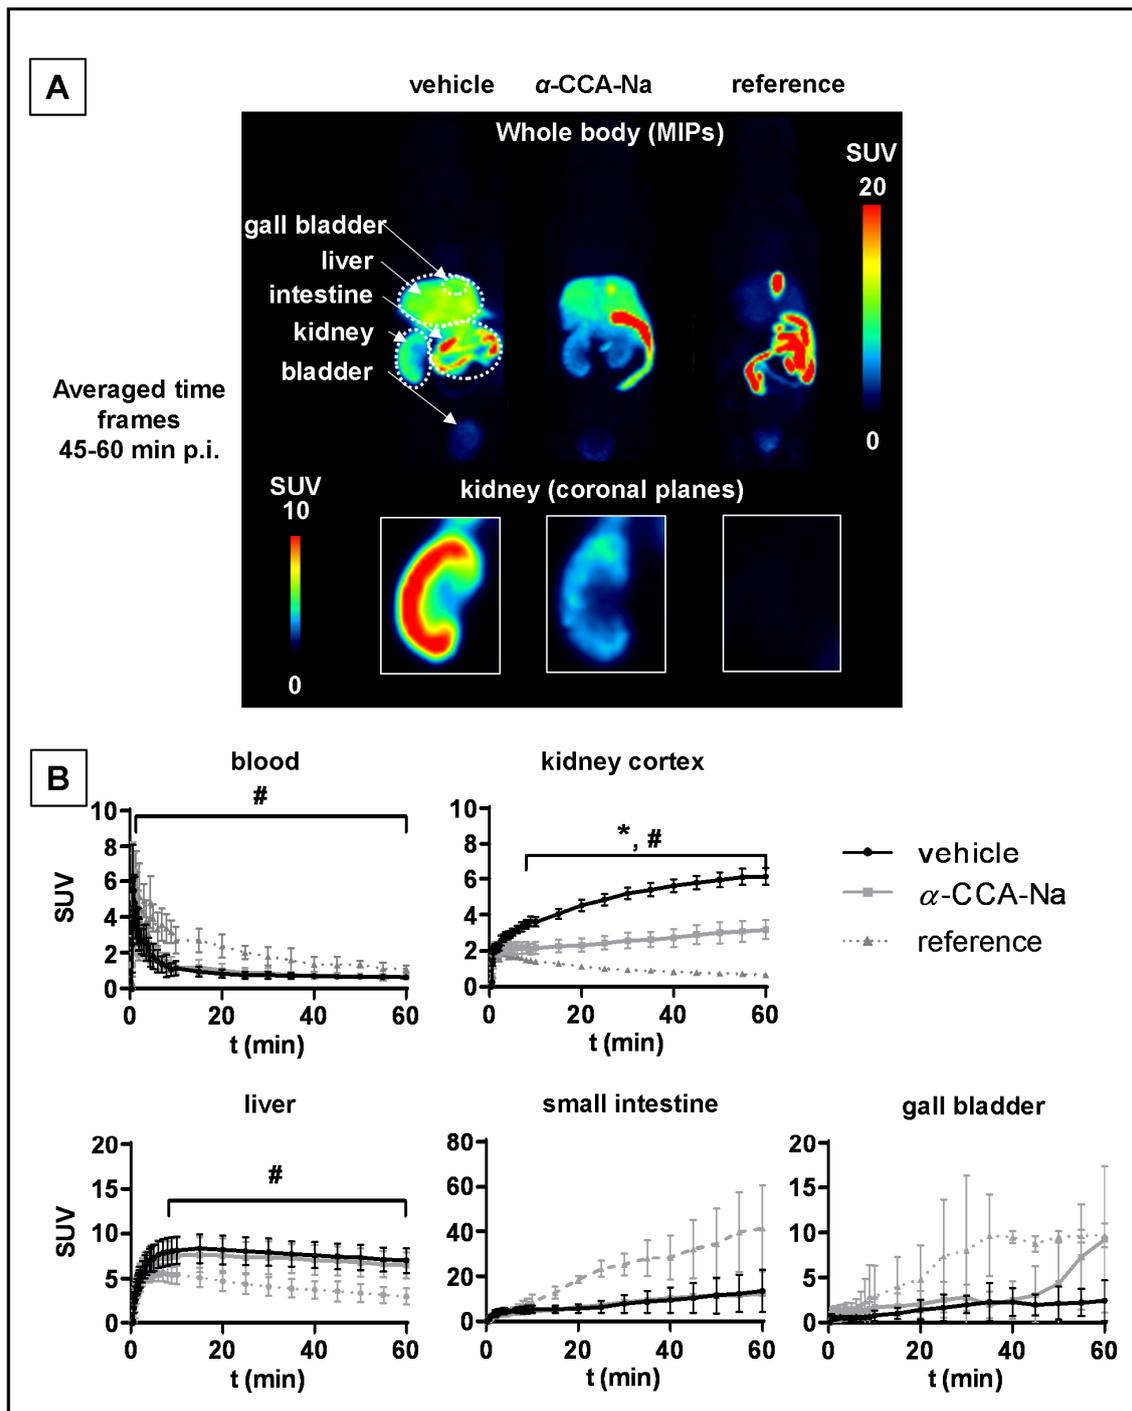 A
vehicle
α-CCA-Na
reference
Whole body (MIPs)
SUV
20
0
gall bladder
liver
intestine
kidney
bladder
Averaged time
frames
45-60 min p.i.
SUV
10
0
kidney (coronal planes)
B
blood
#
10
8
6
4
2
0
SUV
0
20
40
60
t (min)
kidney cortex
*, #
10
8
6
4
2
0
0
20
40
60
t (min)
vehicle
α-CCA-Na
reference
liver
#
20
15
10
5
0
SUV
0
20
40
60
t (min)
small intestine
80
60
40
20
0
0
20
40
60
t (min)
gall bladder
20
15
10
5
0
0
20
40
60
t (min)